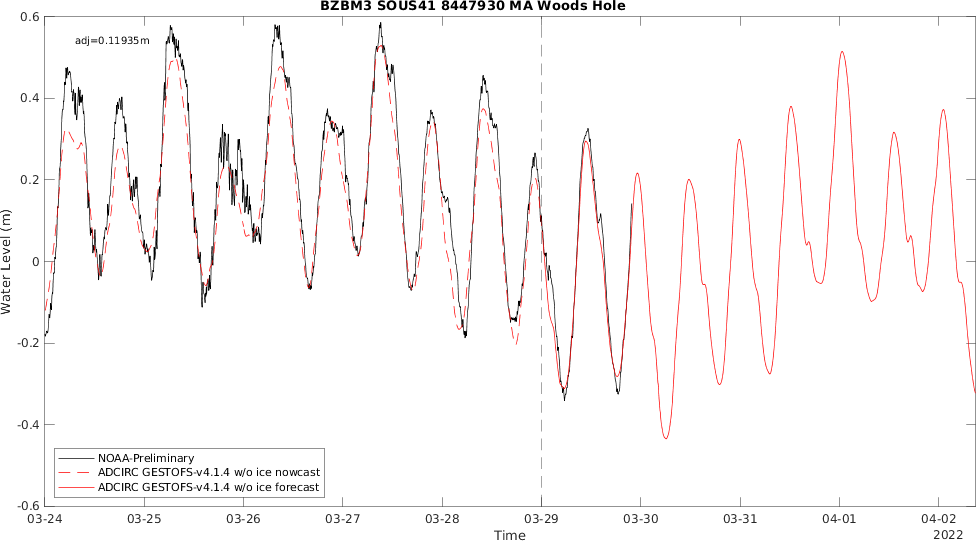 BZBM3 SOUS41 8447930 MA Woods Hole
adj=0.11935m
0.6
0.4
0.2
0
-0.2
-0.4
-0.6
Water Level (m)
NOAA-Preliminary
ADCIRC GESTOFS-v4.1.4 w/o ice nowcast
ADCIRC GESTOFS-v4.1.4 w/o ice forecast
03-24 03-25 03-26 03-27 03-28 03-29 03-30 03-31 04-01 04-02
Time
2022